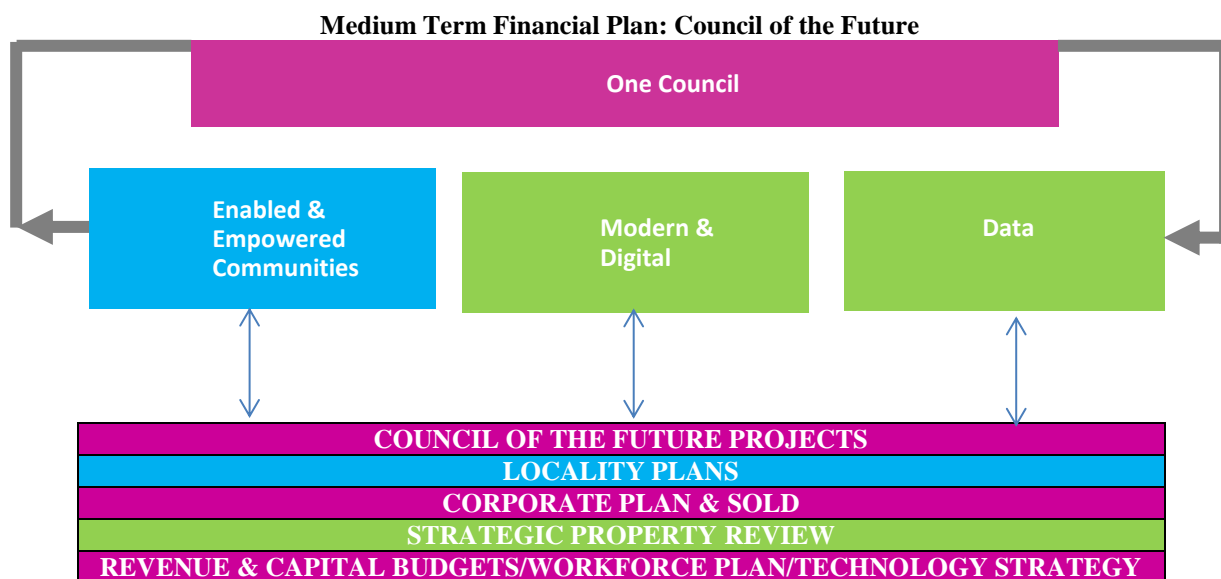 Medium Term Financial Plan: Council of the Future
One Council
Enabled &
Empowered
Communities
Modern &
Digital
Data
COUNCIL OF THE FUTURE PROJECTS
LOCALITY PLANS
CORPORATE PLAN & SOLD
STRATEGIC PROPERTY REVIEW
REVENUE & CAPITAL BUDGETS/WORKFORCE PLAN/TECHNOLOGY STRATEGY